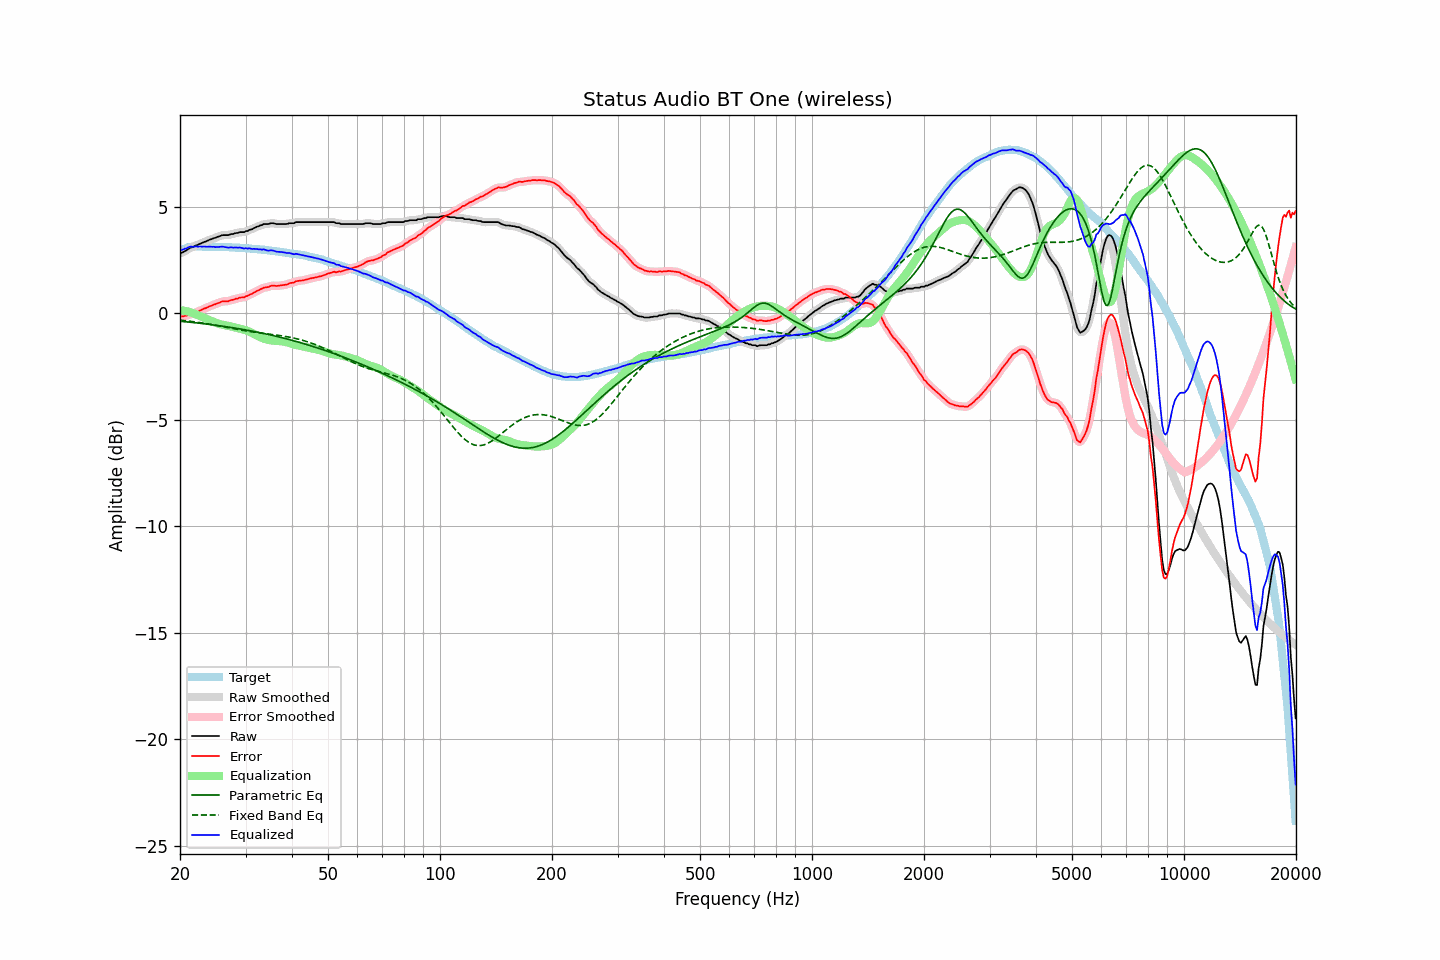 Status Audio BT One (wireless)
5
0
−5
−10
−15
−20
−25
Amplitude (dBr)
Target
Raw Smoothed
Error Smoothed
Raw
Error
Equalization
Parametric Eq
Fixed Band Eq
Equalized
20 50 100 200 500 1000 2000 5000 10000 20000
Frequency (Hz)